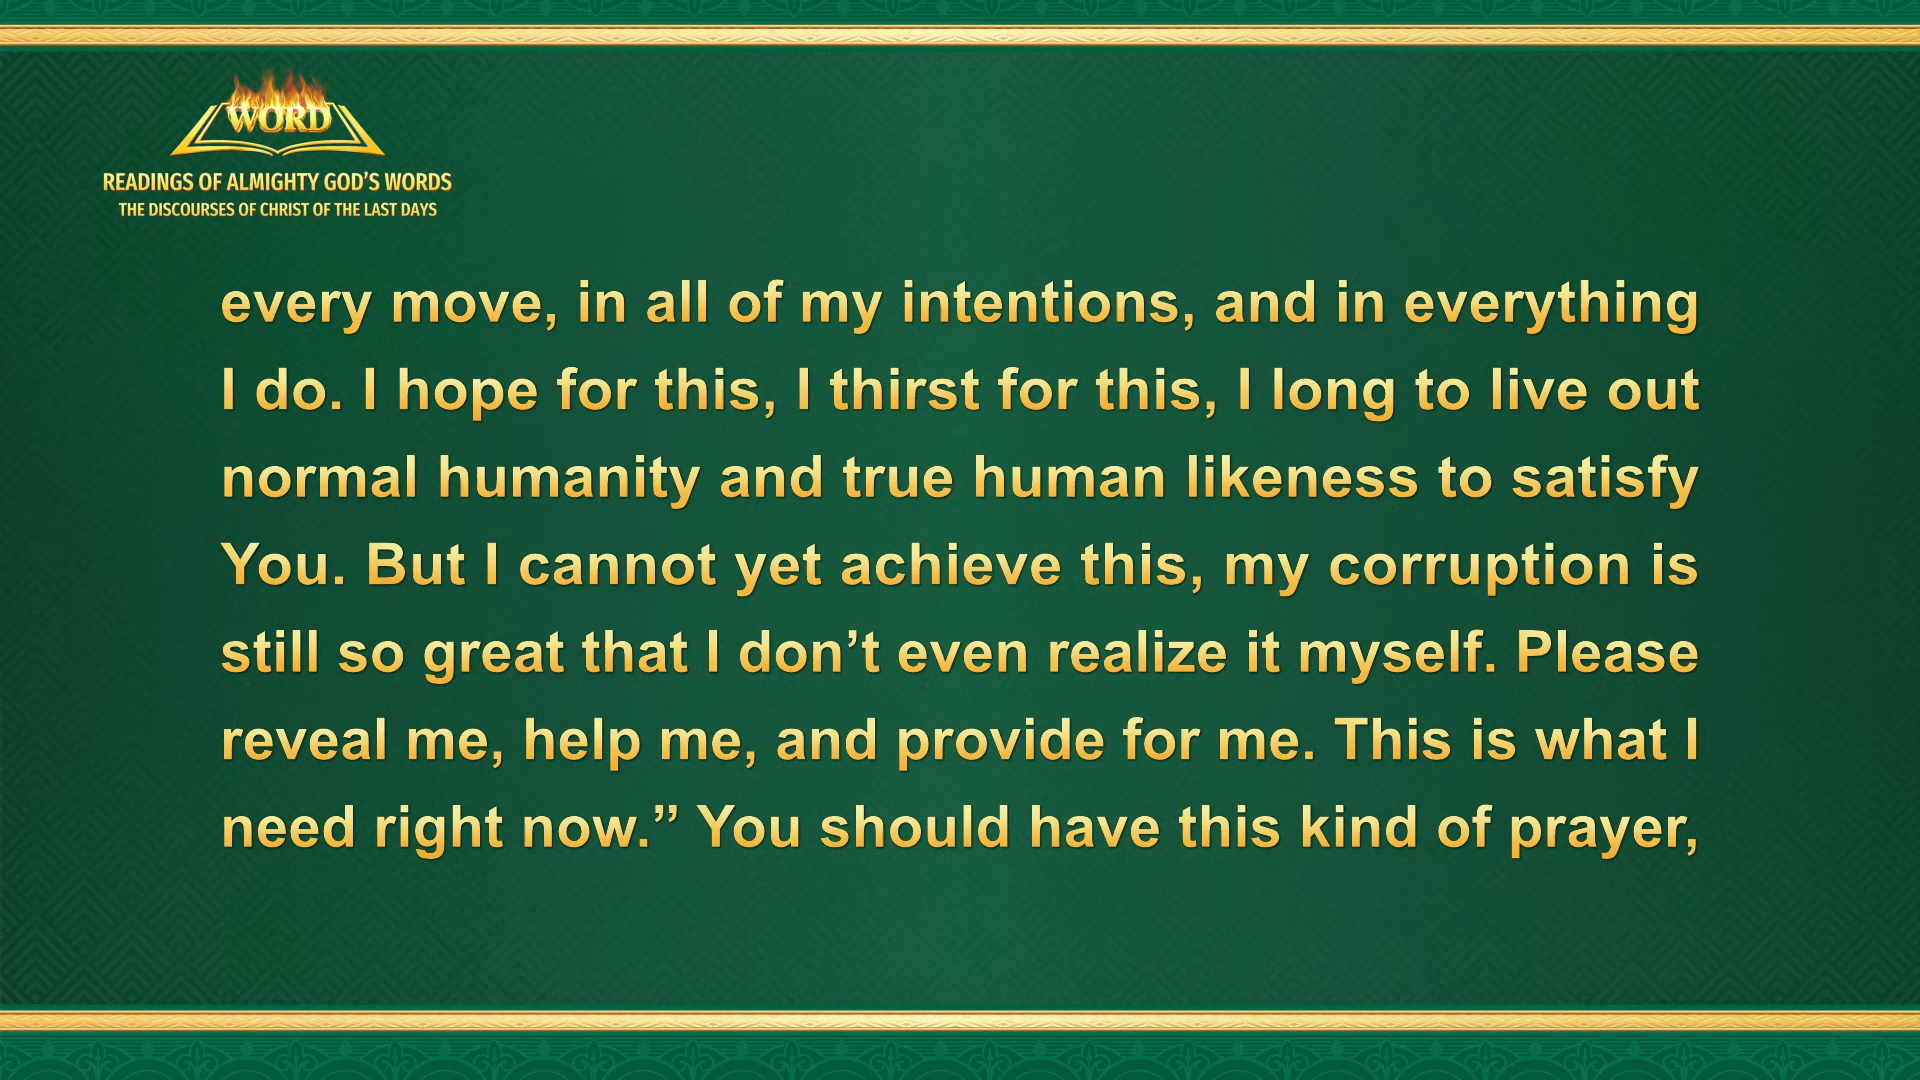 WORD
READINGS OF ALMIGHTY GOD’S WORDS
THE DISCOURSES OF CHRIST OF THE LAST DAYS
every move, in all of my intentions, and in everything
I do. I hope for this, I thirst for this, I long to live out
normal humanity and true human likeness to satisfy
You. But I cannot yet achieve this, my corruption is
still so great that I don’t even realize it myself. Please
reveal me, help me, and provide for me. This is what I
need right now.” You should have this kind of prayer,